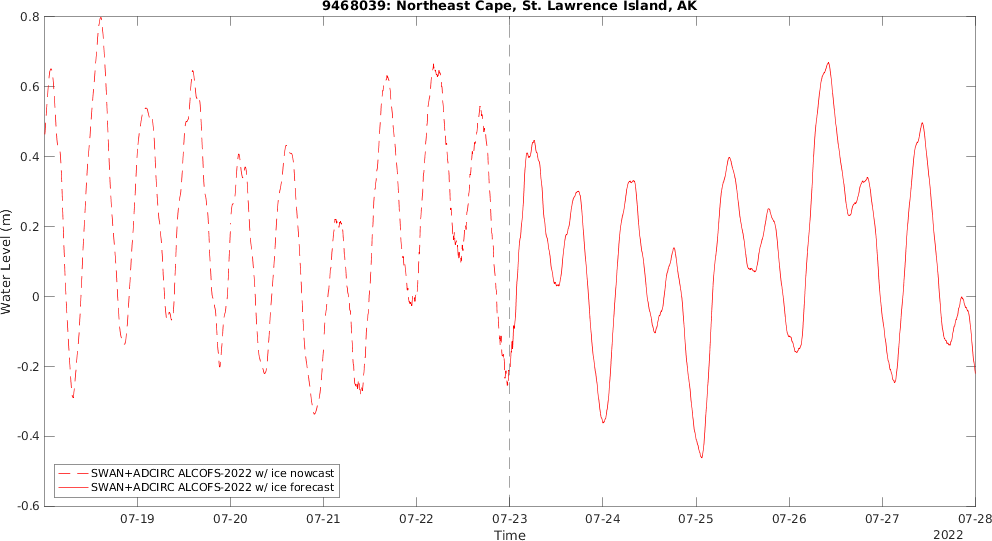 9468039: Northeast Cape, St. Lawrence Island, AK
0.8
0.6
0.4
0.2
0
-0.2
-0.4
-0.6
Water Level (m)
SWAN+ADCIRC ALCOFS-2022 w/ ice nowcast
SWAN+ADCIRC ALCOFS-2022 w/ ice forecast
07-19 07-20 07-21 07-22 07-23 07-24 07-25 07-26 07-27 07-28
Time
2022